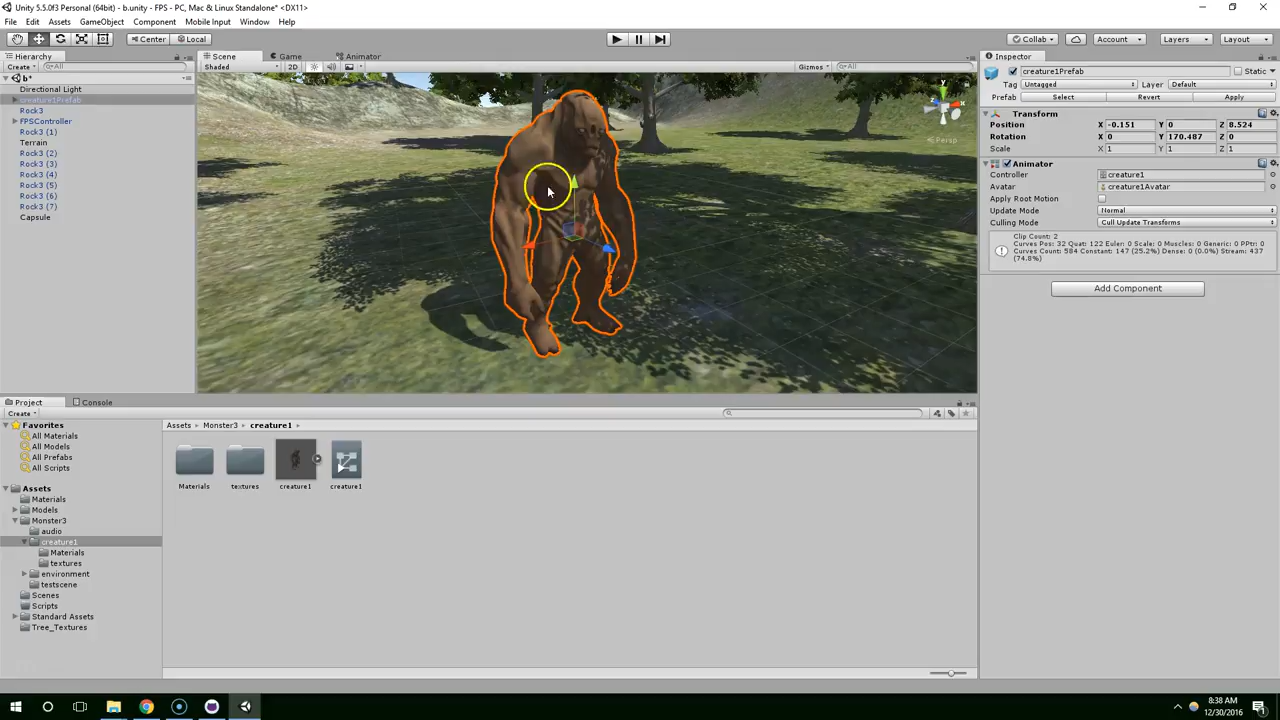 Unity 5.5.0f3 Personal (64bit) - b.unity - FPS - PC, Mac & Linux Standalone* <DX11>
File Edit Assets GameObject Component Mobile Input Window Help
Center Local Collab Account Layers Layout
Hierarchy
Create All
b*
Directional Light
creature1Prefab
Rock3
FPSController
Rock3 (1)
Terrain
Rock3 (2)
Rock3 (3)
Rock3 (4)
Rock3 (5)
Rock3 (6)
Rock3 (7)
Capsule
Scene Game Animator
Shaded 2D Gizmos All
y
x
Persp
Inspector
creature1Prefab Static
Tag Untagged Layer Default
Prefab Select Revert Apply
Transform
Position X -0.151 Y 0 Z 8.524
Rotation X 0 Y 170.487 Z 0
Scale X 1 Y 1 Z 1
Animator
Controller creature1
Avatar creature1Avatar
Apply Root Motion
Update Mode Normal
Culling Mode Cull Update Transforms
Clip Count: 2
Curves Pos: 32 Quat: 122 Euler: 0 Scale: 0 Muscles: 0 Generic: 0 PPtr: 0
Curves Count: 584 Constant: 147 (25.2%) Dense: 0 (0.0%) Stream: 437
(74.8%)
Add Component
Project Console
Create
Favorites
All Materials
All Models
All Prefabs
All Scripts
Assets
Materials
Models
Monster3
audio
creature1
Materials
textures
environment
testscene
Scenes
Scripts
Standard Assets
Tree_Textures
Assets Monster3 creature1
Materials textures creature1 creature1
8:38 AM
12/30/2016